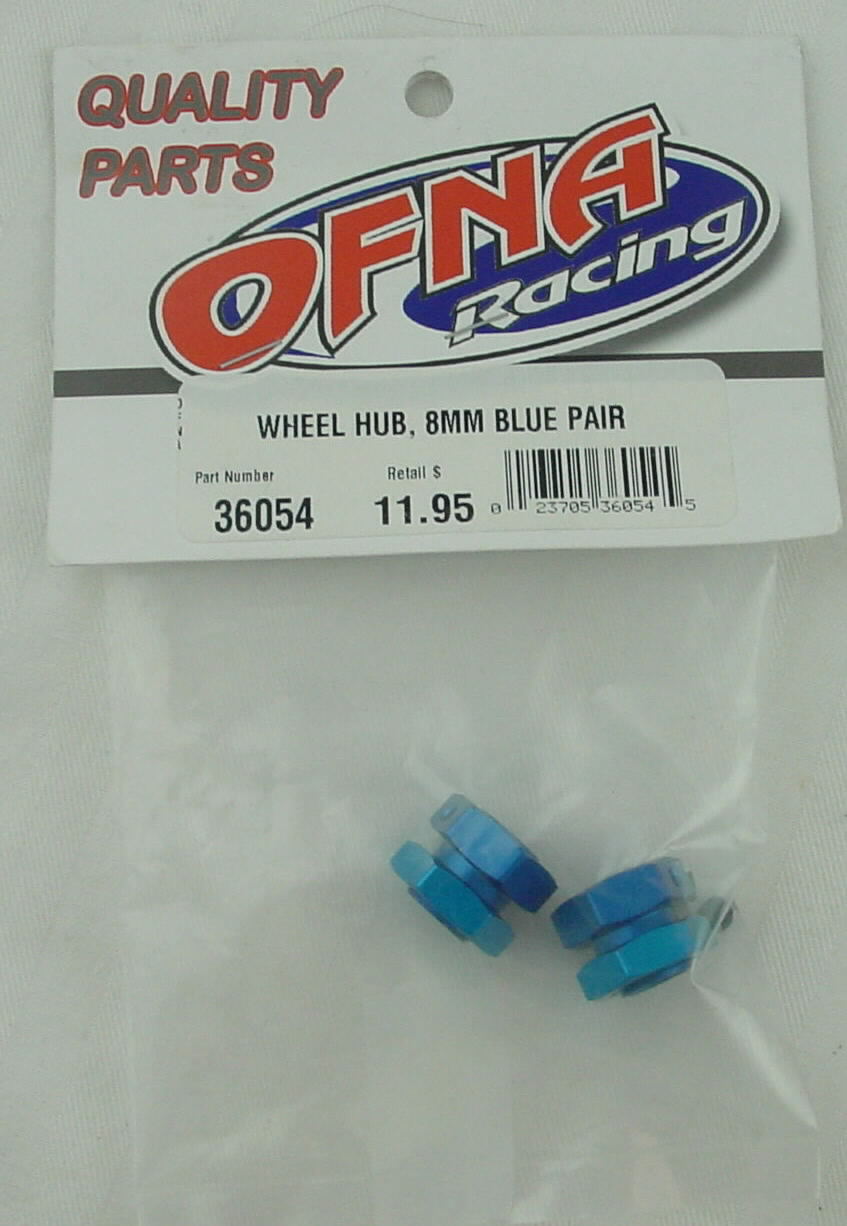 QUALITY
PARTS
OFNA
Racing
OFNA
WHEEL HUB, 8MM BLUE PAIR
Part Number
Retail $
36054
11.95
0 23705 36054 5